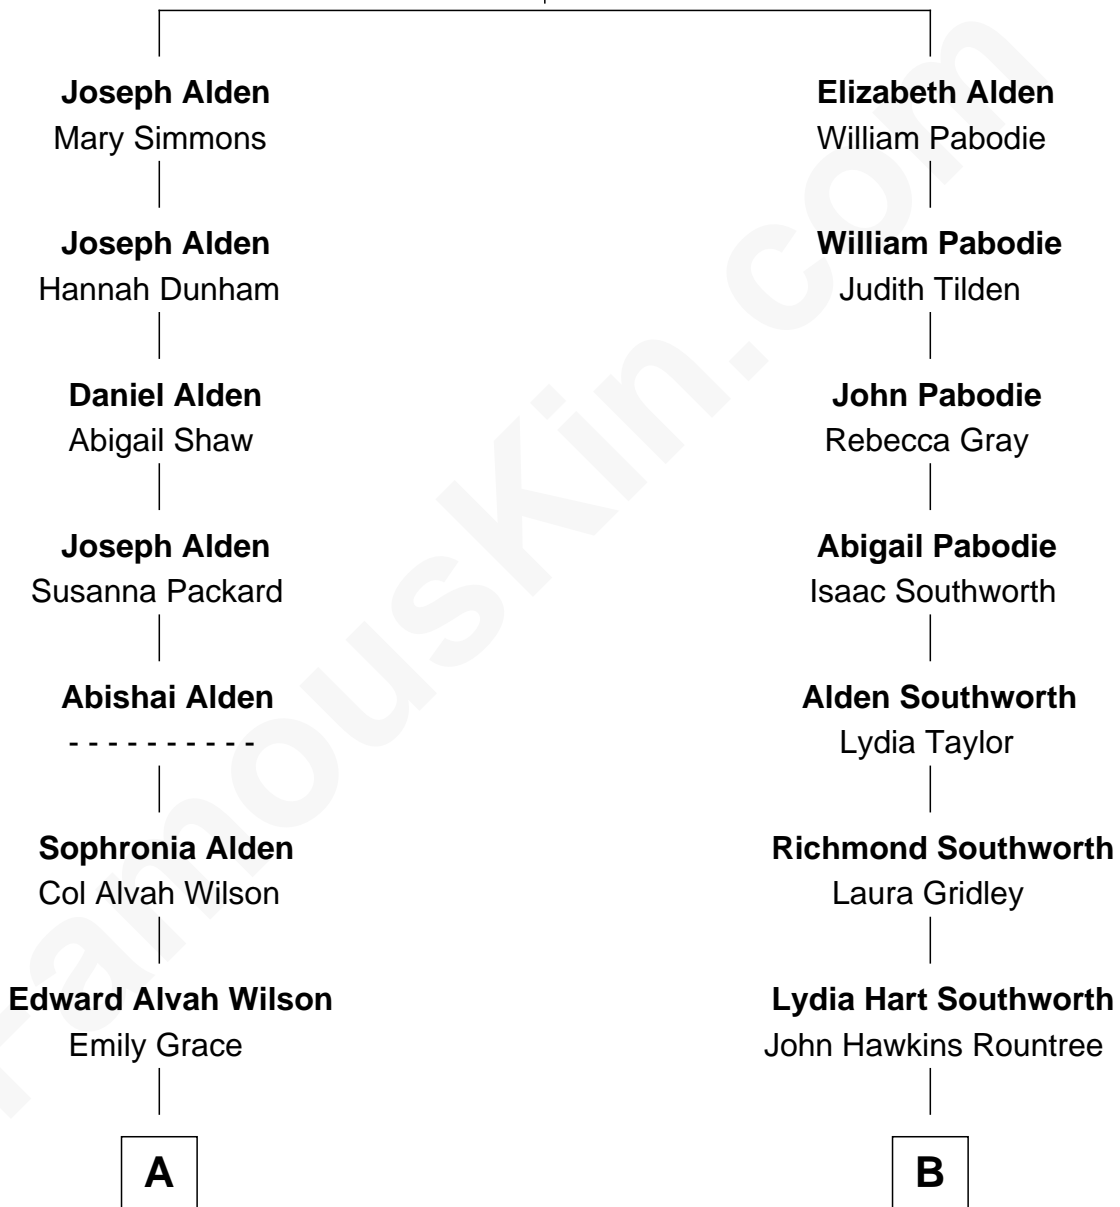 Joseph Alden
Mary Simmons
Joseph Alden
Hannah Dunham
Daniel Alden
Abigail Shaw
Joseph Alden
Susanna Packard
Abishai Alden
- - - - - - - - - -
Sophronia Alden
Col Alvah Wilson
Edward Alvah Wilson
Emily Grace
A
Elizabeth Alden
William Pabodie
William Pabodie
Judith Tilden
John Pabodie
Rebecca Gray
Abigail Pabodie
Isaac Southworth
Alden Southworth
Lydia Taylor
Richmond Southworth
Laura Gridley
Lydia Hart Southworth
John Hawkins Rountree
B
FamousKin.com